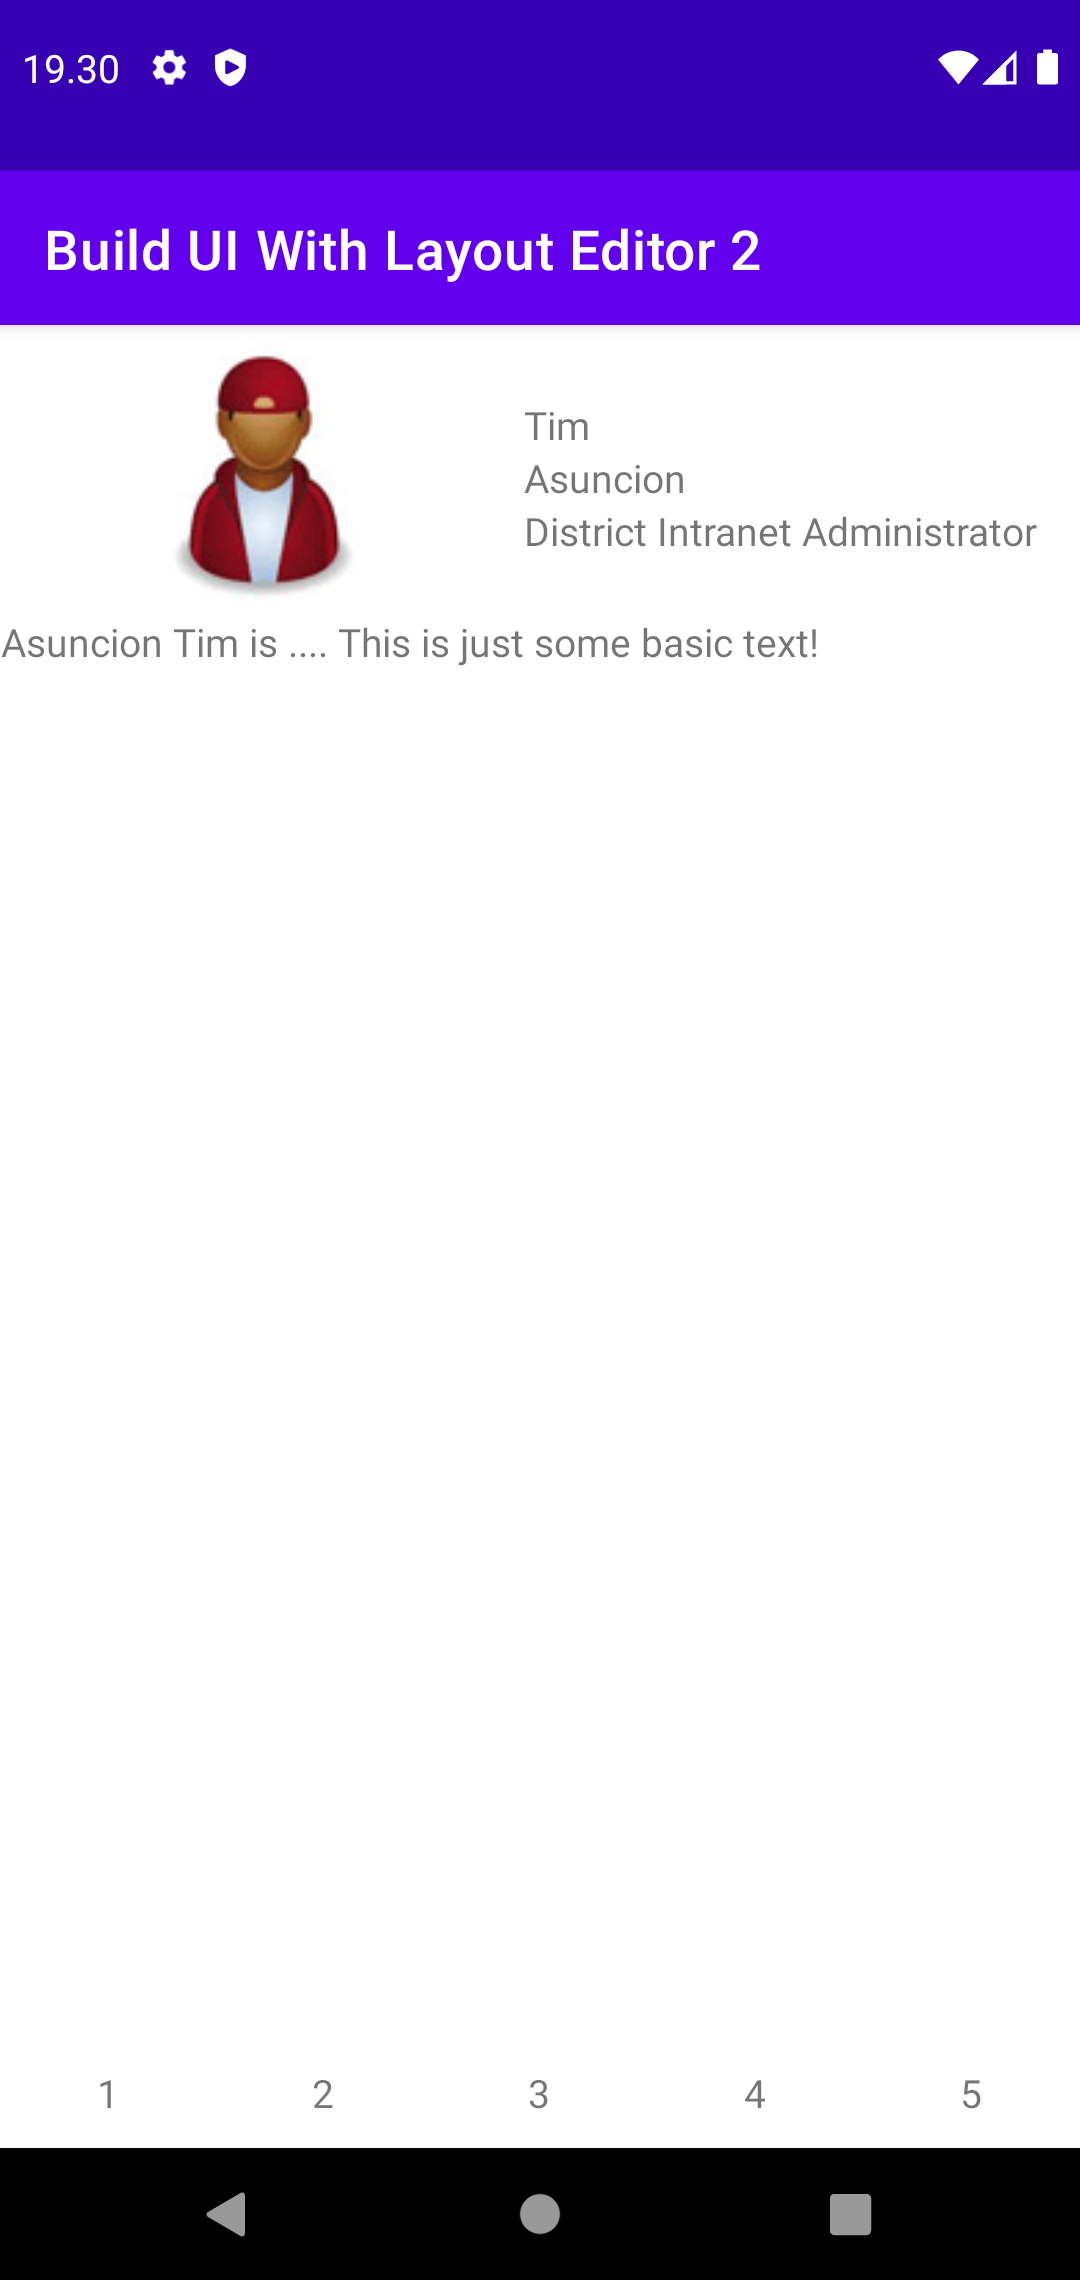 19.30
Build UI With Layout Editor 2
Tim
Asuncion
District Intranet Administrator
Asuncion Tim is .... This is just some basic text!
1 2 3 4 5